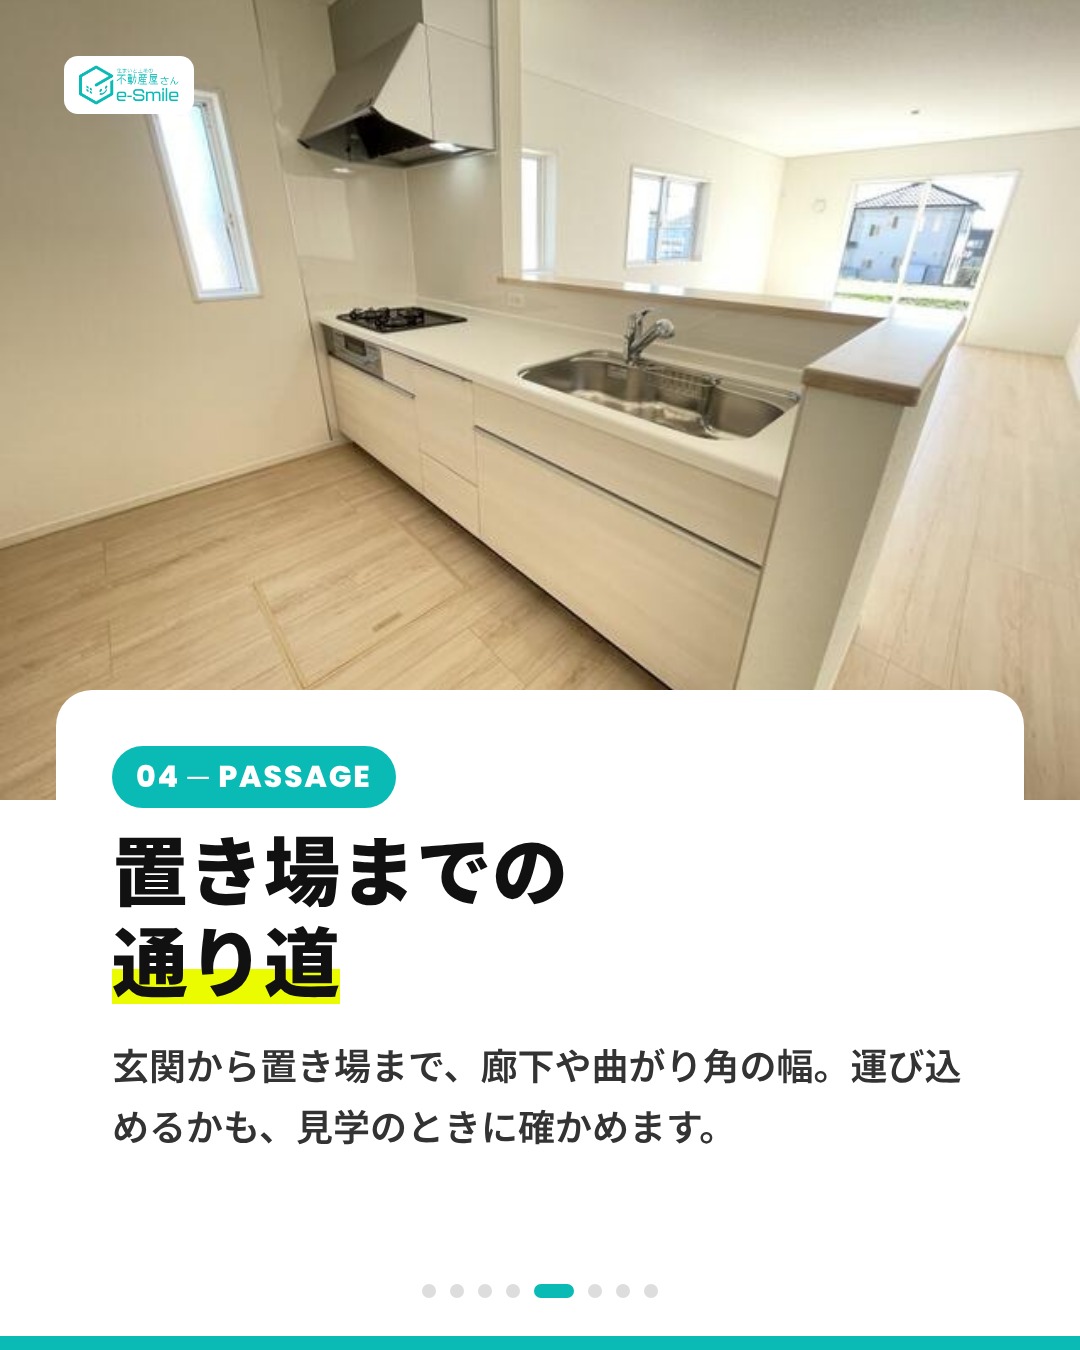 不動産屋さん
e-Smile
04 — PASSAGE
置き場までの
通り道
玄関から置き場まで、廊下や曲がり角の幅。運び込
めるかも、見学のときに確かめます。